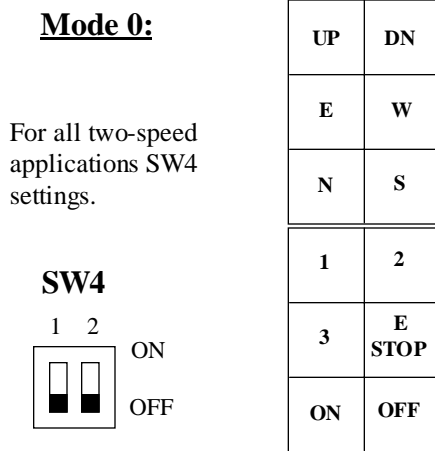 Mode 0:
For all two-speed
applications SW4
settings.
SW4
1 2
ON
OFF
UP DN
E W
N S
1 2
3 E STOP
ON OFF